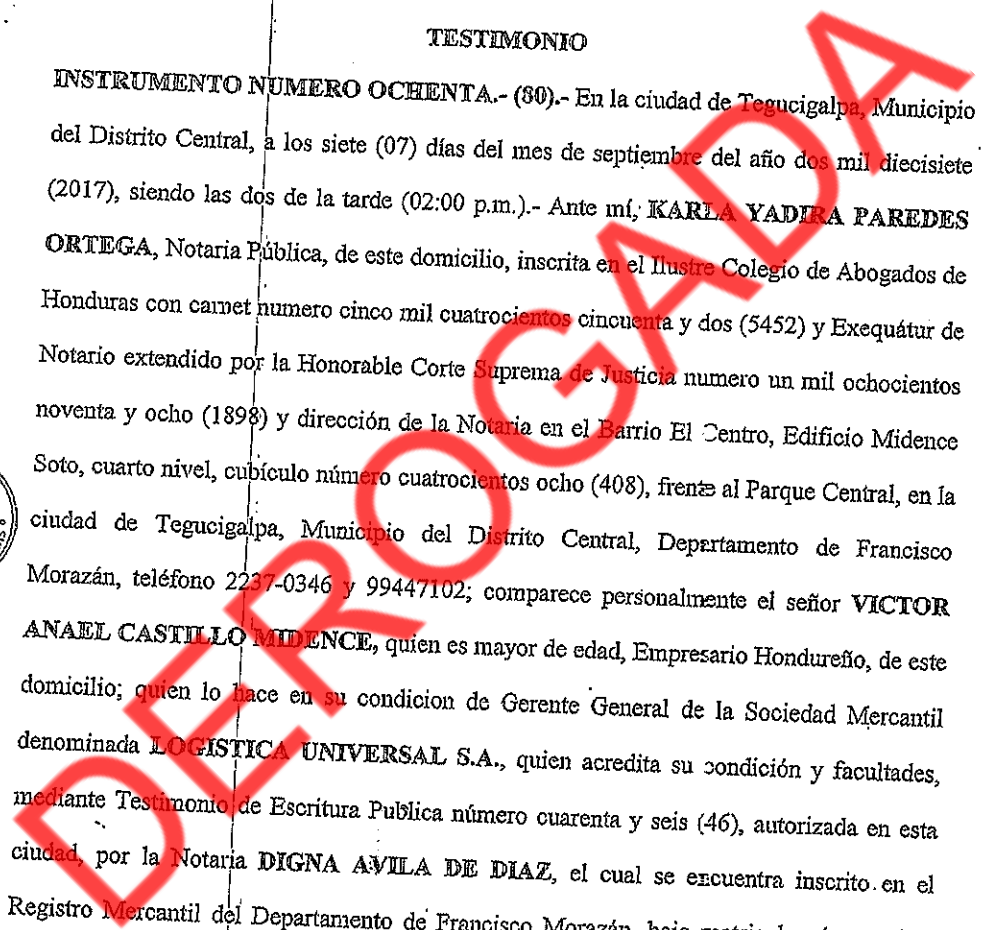 TESTIMONIO
INSTRUMENTO NUMERO OCHENTA.- (80).- En la ciudad de Tegucigalpa, Municipio
del Distrito Central, a los siete (07) días del mes de septiembre del año dos mil diecisiete
(2017), siendo las dos de la tarde (02:00 p.m.).- Ante mí, KARLA YADIRA PAREDES
ORTEGA, Notaria Pública, de este domicilio, inscrita en el Ilustre Colegio de Abogados de
Honduras con carnet numero cinco mil cuatrocientos cincuenta y dos (5452) y Exequátur de
Notario extendido por la Honorable Corte Suprema de Justicia numero un mil ochocientos
noventa y ocho (1898) y dirección de la Notaria en el Barrio El Centro, Edificio Midence
Soto, cuarto nivel, cubículo número cuatrocientos ocho (408), frente al Parque Central, en la
ciudad de Tegucigalpa, Municipio del Distrito Central, Departamento de Francisco
Morazán, teléfono 2237-0346 y 99447102; comparece personalmente el señor VICTOR
ANAEL CASTILLO MIDENCE, quien es mayor de edad, Empresario Hondureño, de este
domicilio; quien lo hace en su condicion de Gerente General de la Sociedad Mercantil
denominada LOGISTICA UNIVERSAL S.A., quien acredita su condición y facultades,
mediante Testimonio de Escritura Publica número cuarenta y seis (46), autorizada en esta
ciudad, por la Notaria DIGNA AVILA DE DIAZ, el cual se encuentra inscrito en el
Registro Mercantil del Departamento de Francisco Morazán, bajo
DEROGADA